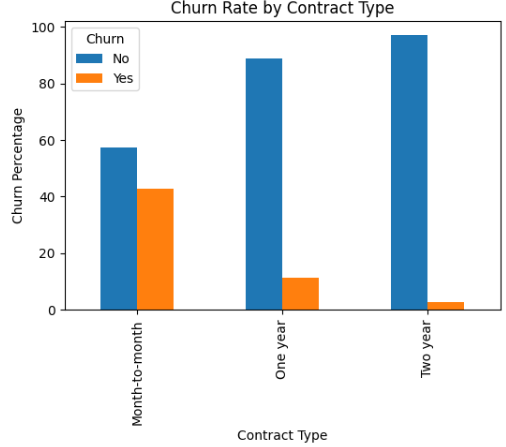 Churn Rate by Contract Type
Churn
No
Yes
Churn Percentage
100
80
60
40
20
0
Month-to-month
One year
Two year
Contract Type